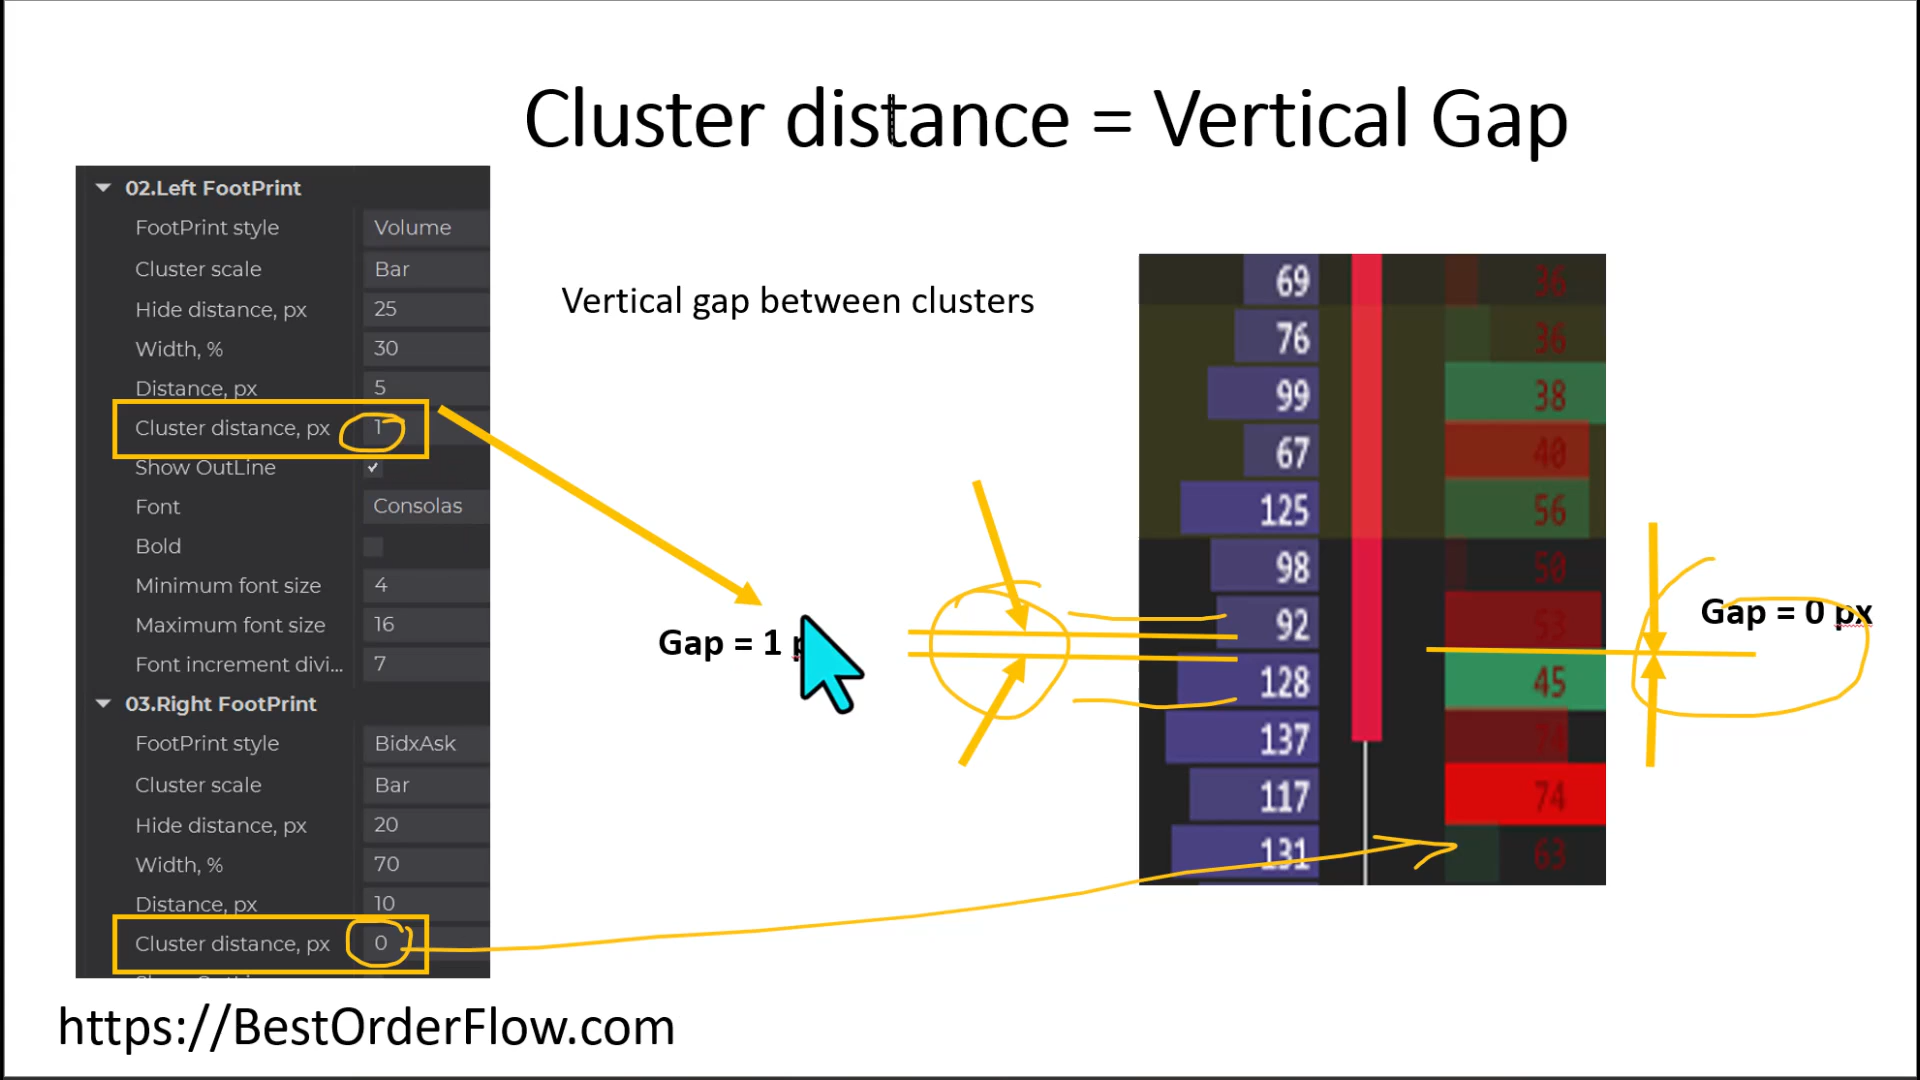 Cluster distance = Vertical Gap
02.Left FootPrint
FootPrint style Volume
Cluster scale Bar
Hide distance, px 25
Width, % 30
Distance, px 5
Cluster distance, px 1
Show OutLine
Font Consolas
Bold
Minimum font size 4
Maximum font size 16
Font increment divi... 7
03.Right FootPrint
FootPrint style BidxAsk
Cluster scale Bar
Hide distance, px 20
Width, % 70
Distance, px 10
Cluster distance, px 0
Vertical gap between clusters
Gap = 1
69 36
76 36
99 38
67 40
125 56
98 50
92 53
128 45
137 74
117 74
131 63
Gap = 0 px
https://BestOrderFlow.com